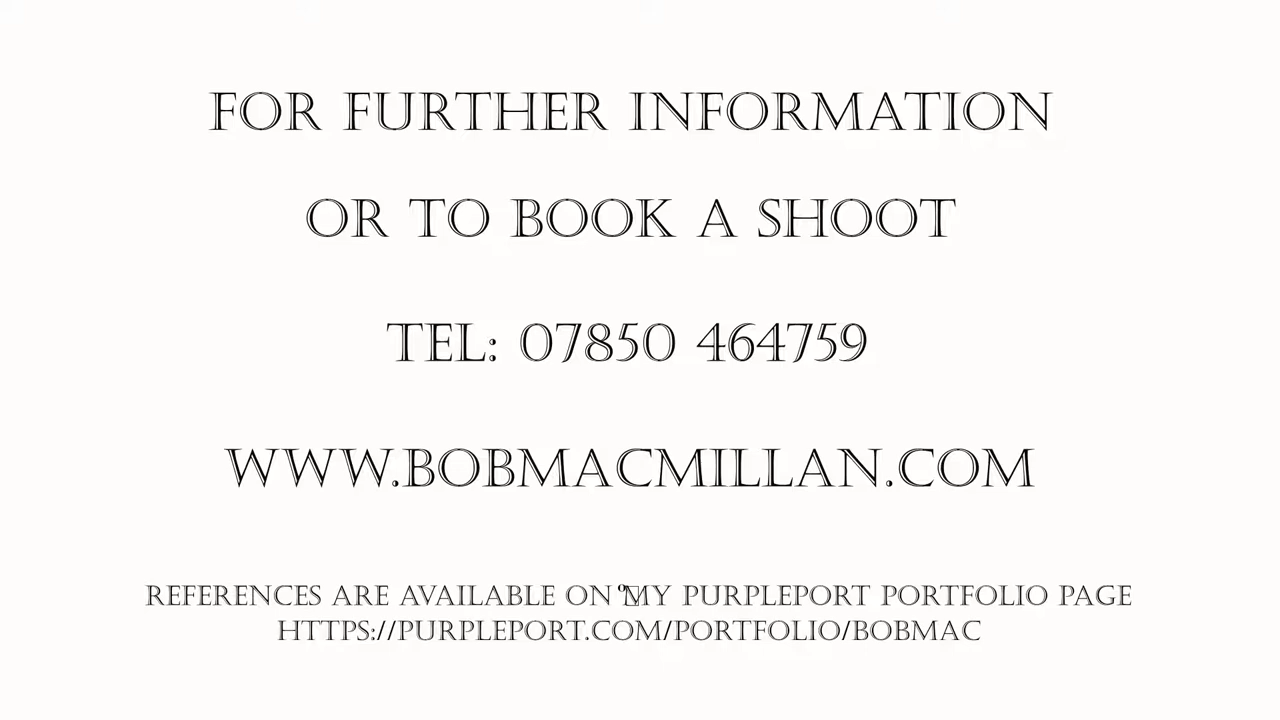 FOR FURTHER INFORMATION
OR TO BOOK A SHOOT
TEL: 07850 464759
WWW.BOBMACMILLAN.COM
REFERENCES ARE AVAILABLE ON MY PURPLEPORT PORTFOLIO PAGE
HTTPS://PURPLEPORT.COM/PORTFOLIO/BOBMAC